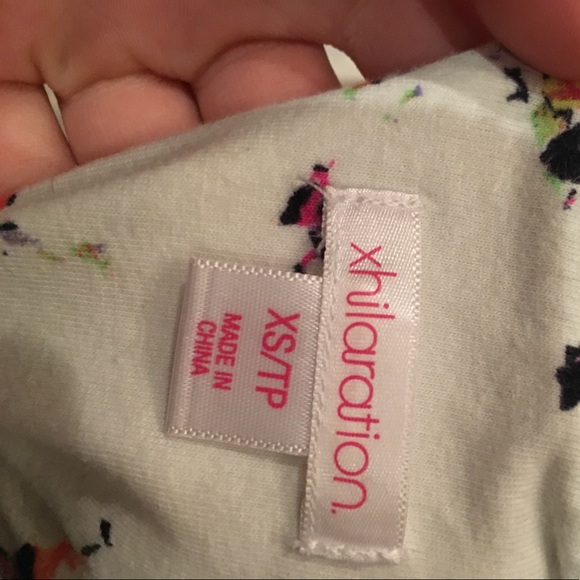 xhilaration.
XS/TP
MADE IN
CHINA